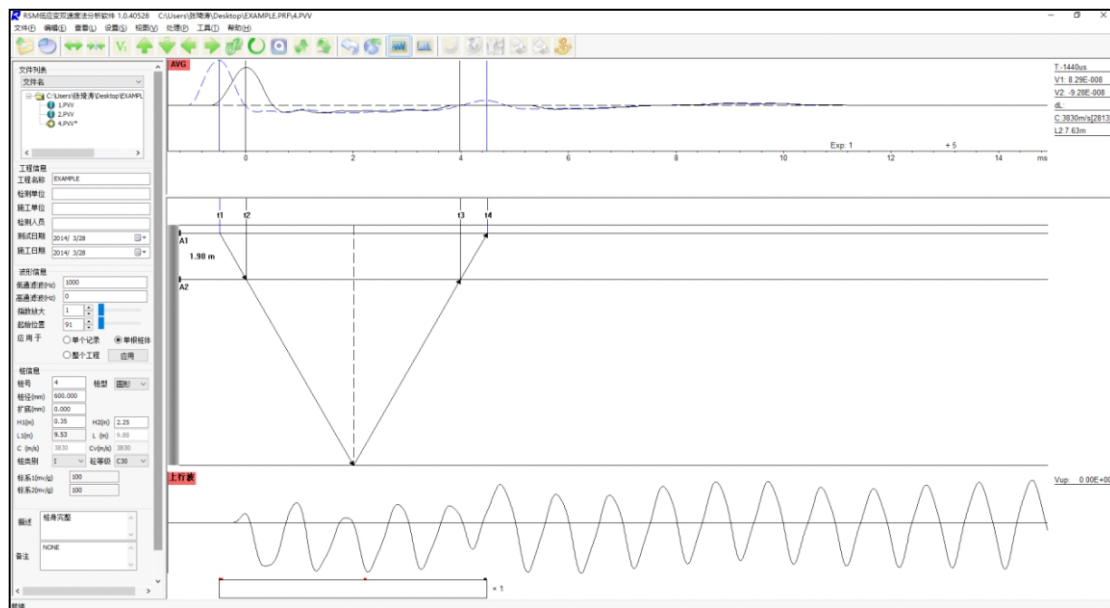 RSM低应变双速度法分析软件 1.0.40528 C:\Users\张琦涛\Desktop\EXAMPLE.PRF\4.PVV
文件(F) 编辑(E) 查看(L) 设置(S) 视图(V) 处理(P) 工具(T) 帮助(H)
文件列表
文件名
C:\Users\张琦涛\Desktop\EXAMPL
1.PVV
2.PVV
4.PVV*
工程信息
工程名称 EXAMPLE
检测单位
施工单位
检测人员
测试日期 2014/ 3/28
施工日期 2014/ 3/28
波形信息
低通滤波(Hz) 1000
高通滤波(Hz) 0
指数放大 1
起始位置 91
应用于 单个记录 单根桩体
整个工程 应用
桩信息
桩号 4 桩型 圆形
桩径(mm) 600.000
扩底(mm) 0.000
H1(m) 0.35 H2(m) 2.25
L1(m) 9.53 L (m) 9.88
C (m/s) 3830 Cv(m/s) 3830
桩类别 I 砼等级 C30
标系1(mv/g) 100
标系2(mv/g) 100
描述 桩身完整
备注 NONE
就绪
AVG
Exp: 1 + 5
0 2 4 6 8 10 12 14 ms
T:-1440us
V1: 8.29E-008
V2: -9.28E-008
dL:
C:3830m/s[2813
L2:7.63m
t1 t2 t3 t4
A1
1.90 m
A2
上行波
Vup: 0.00E+00
× 1